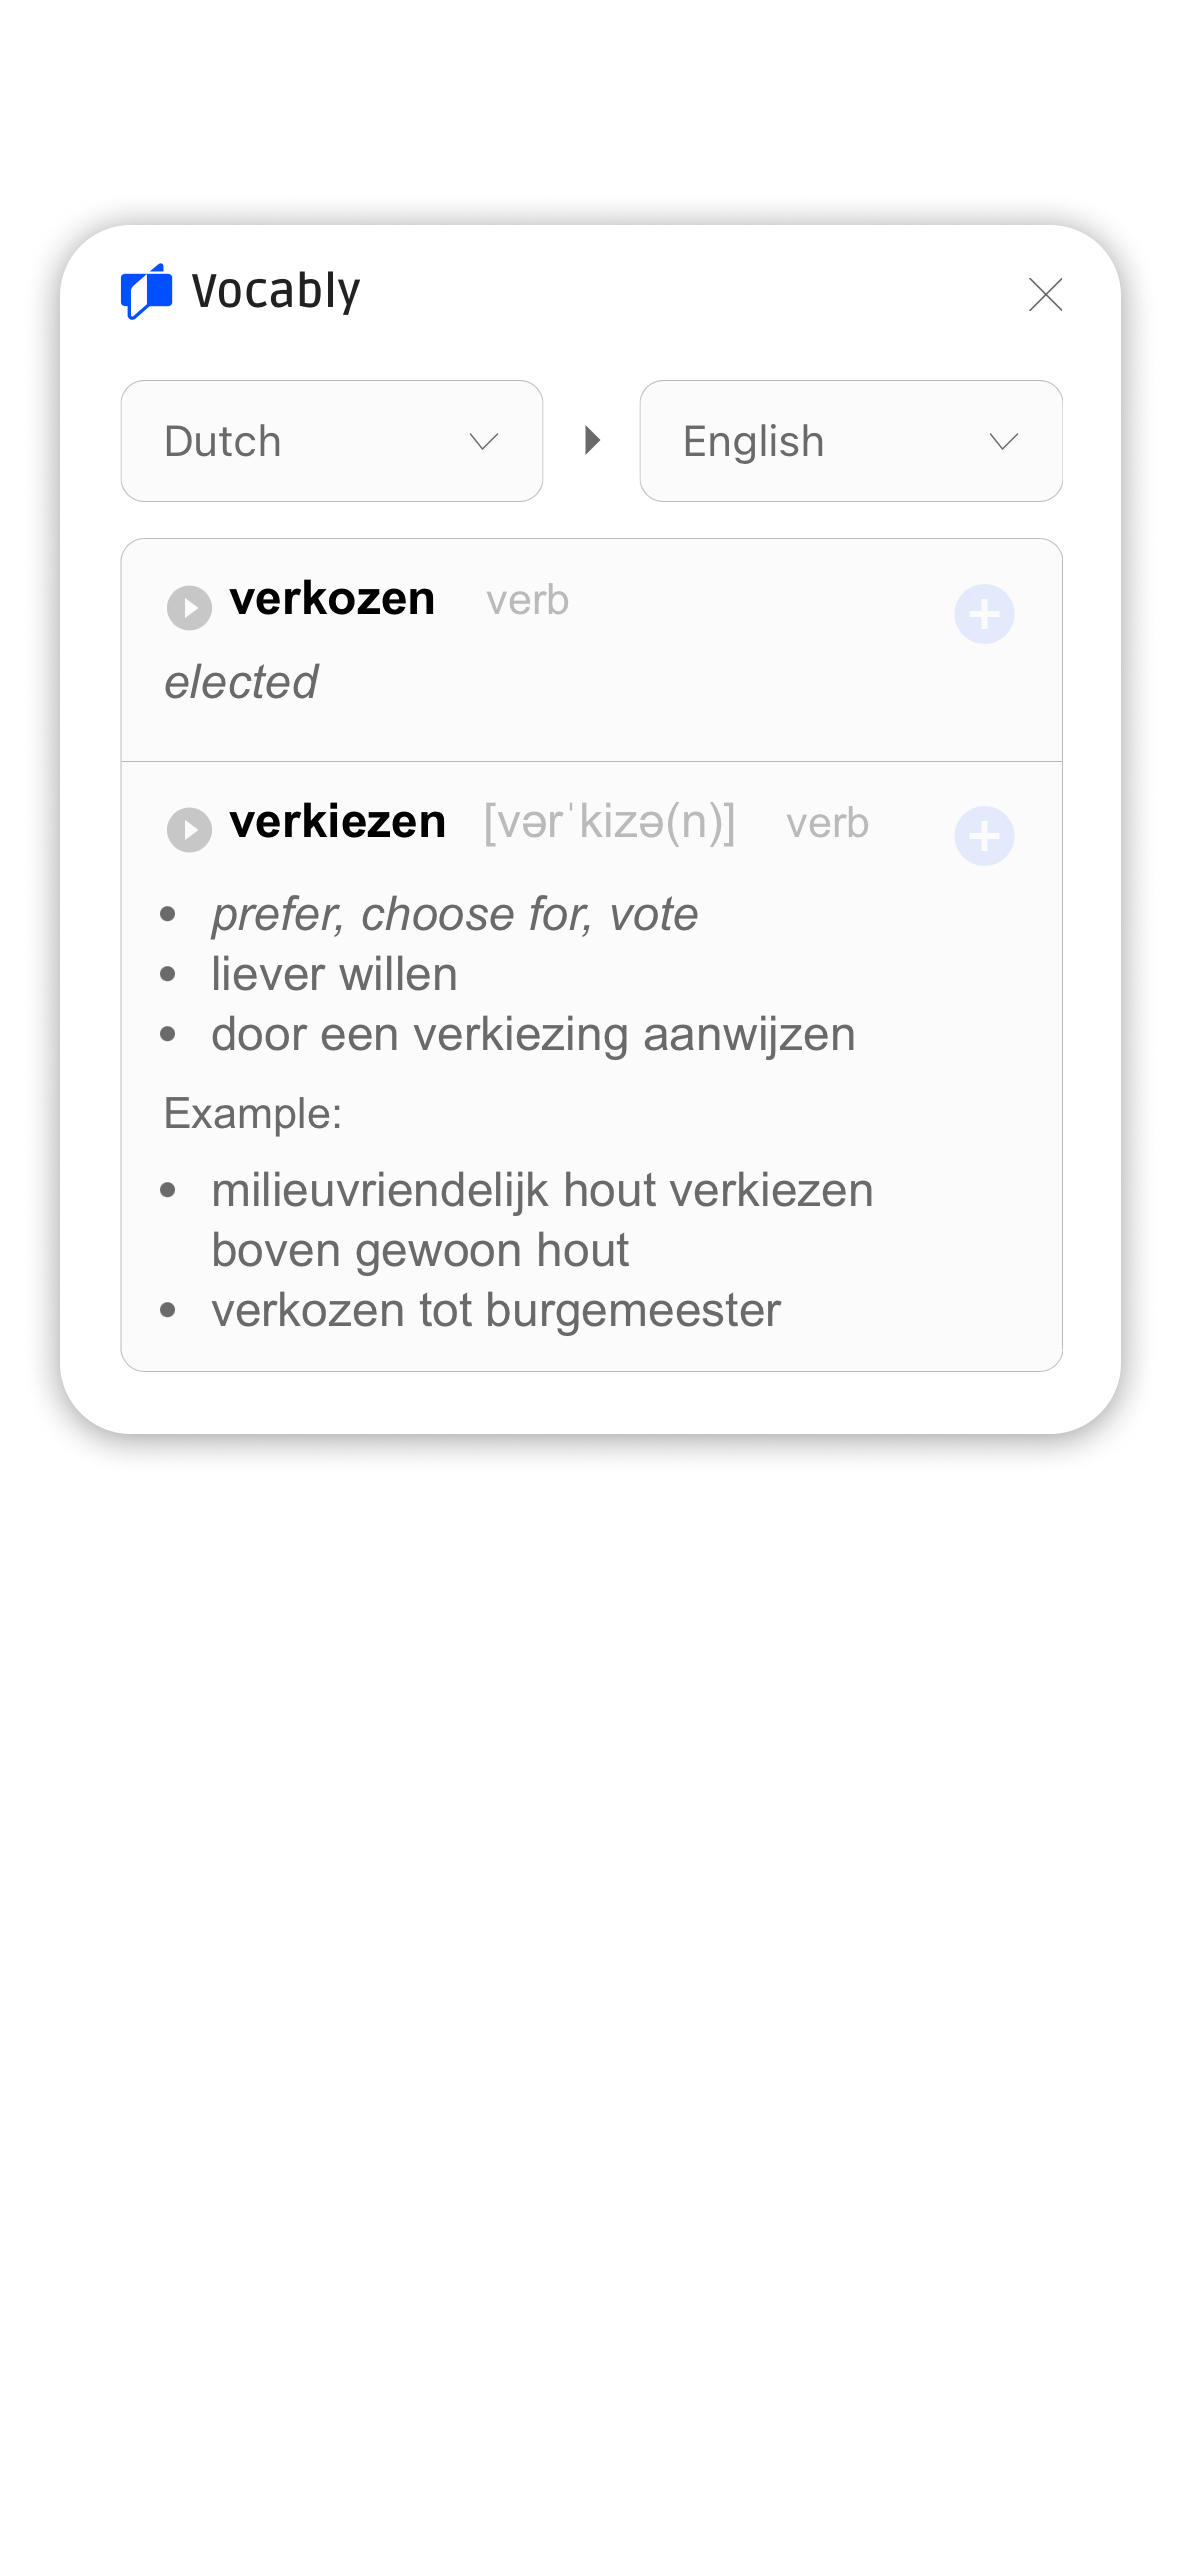 Vocably
Dutch
English
verkozen verb
elected
verkiezen [vərˈkizə(n)] verb
• prefer, choose for, vote
• liever willen
• door een verkiezing aanwijzen
Example:
• milieuvriendelijk hout verkiezen
boven gewoon hout
• verkozen tot burgemeester